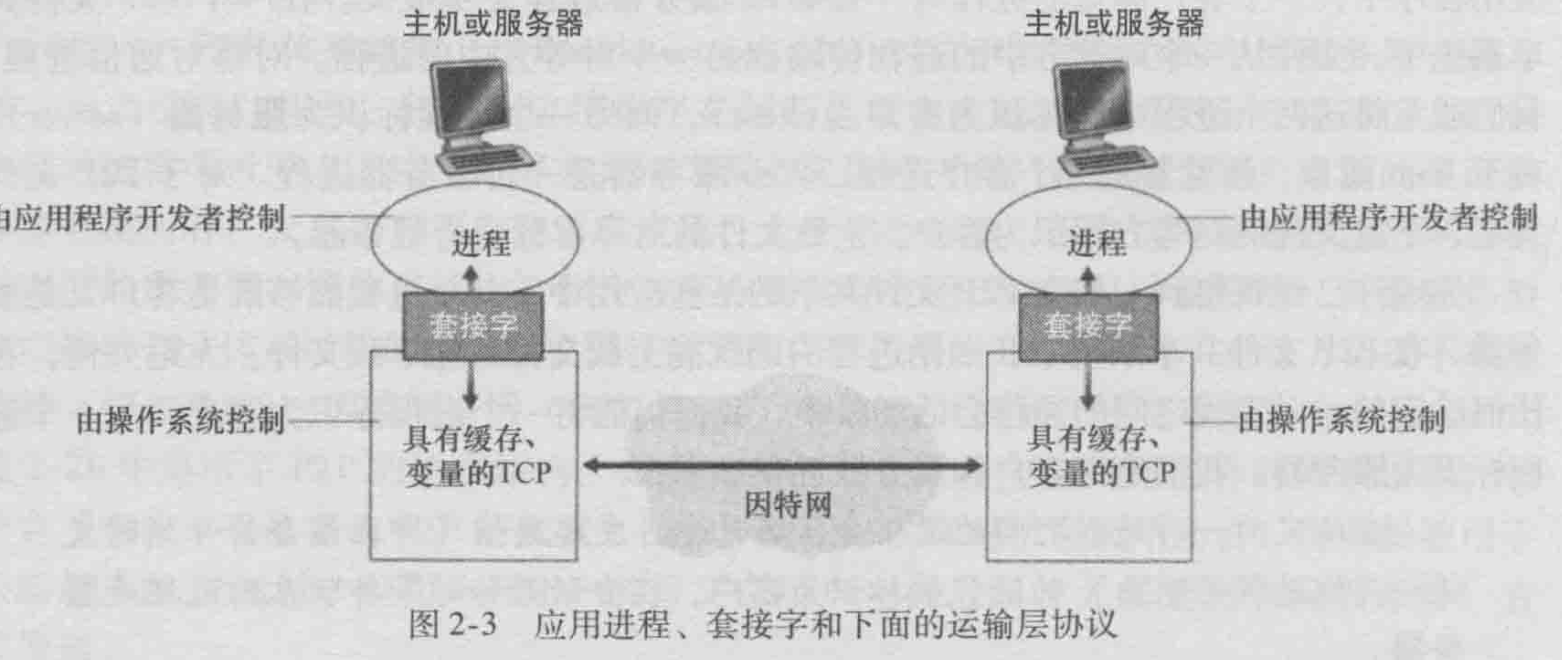 主机或服务器
主机或服务器
由应用程序开发者控制
进程
进程
由应用程序开发者控制
套接字
套接字
由操作系统控制
具有缓存、
变量的TCP
因特网
具有缓存、
变量的TCP
由操作系统控制
图 2-3 应用进程、套接字和下面的运输层协议